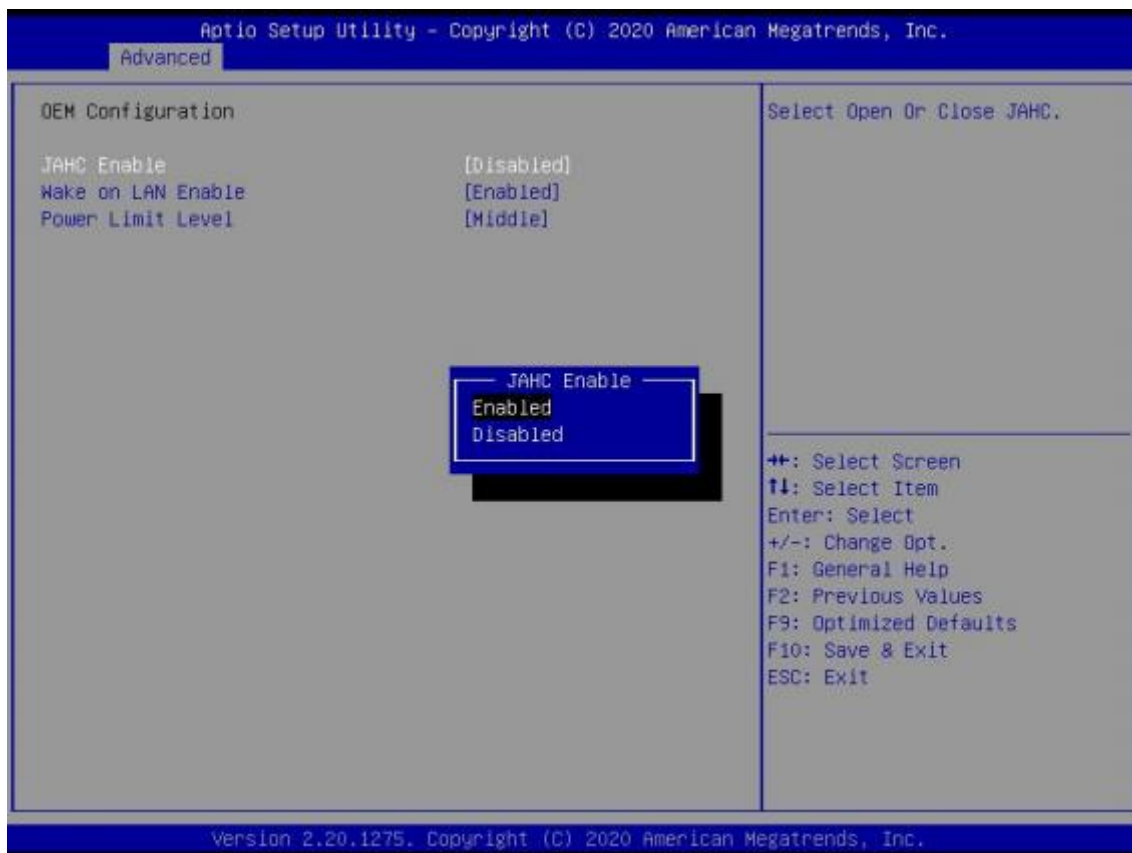 Aptio Setup Utility - Copyright (C) 2020 American Megatrends, Inc.
Advanced
OEM Configuration
JAHC Enable [Disabled]
Wake on LAN Enable [Enabled]
Power Limit Level [Middle]
JAHC Enable
Enabled
Disabled
Select Open Or Close JAHC.
→←: Select Screen
↑↓: Select Item
Enter: Select
+/-: Change Opt.
F1: General Help
F2: Previous Values
F9: Optimized Defaults
F10: Save & Exit
ESC: Exit
Version 2.20.1275. Copyright (C) 2020 American Megatrends, Inc.